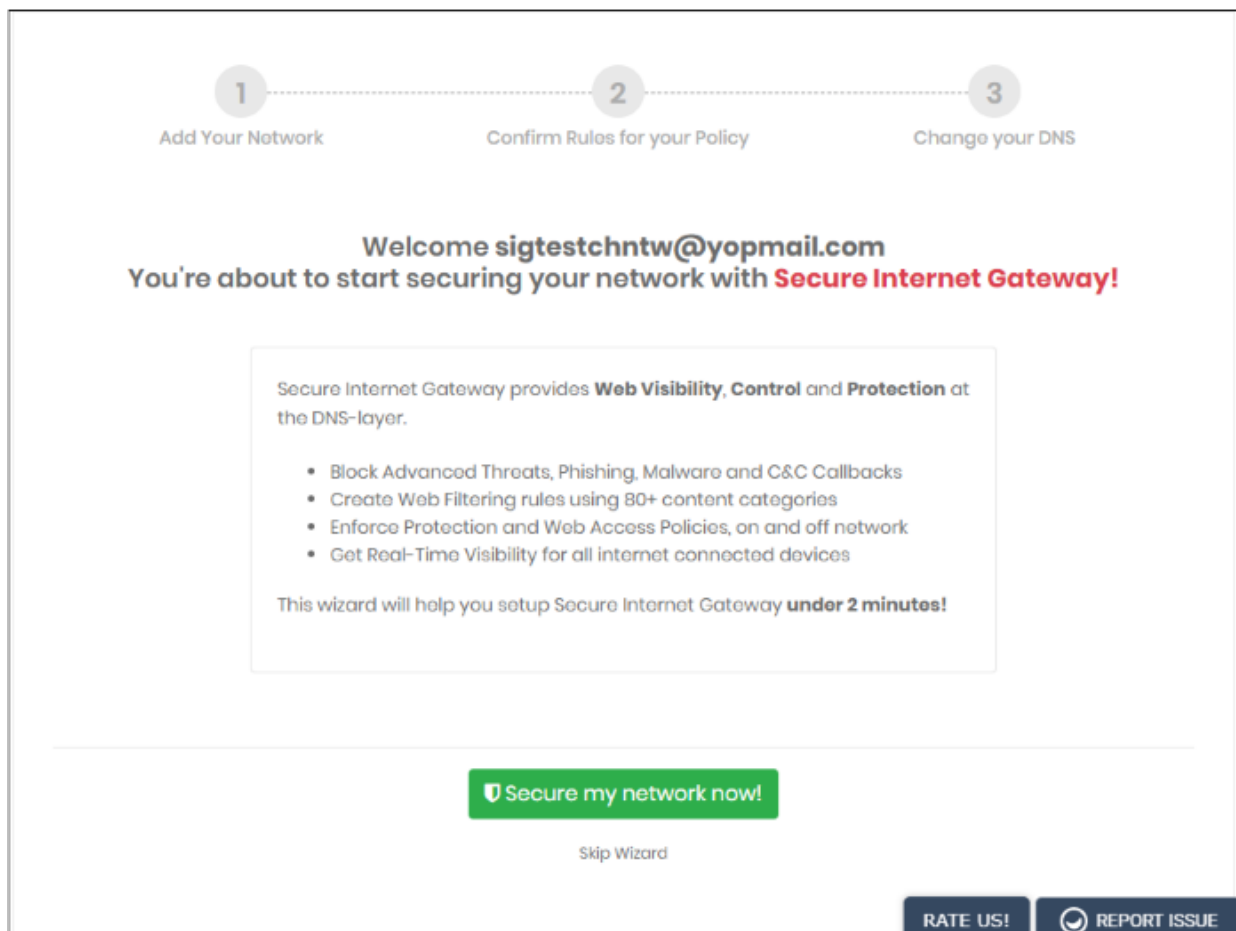 1
2
3
Add Your Network
Confirm Rules for your Policy
Change your DNS
Welcome sigtestchntw@yopmail.com
You're about to start securing your network with Secure Internet Gateway!
Secure Internet Gateway provides Web Visibility, Control and Protection at
the DNS-layer.
• Block Advanced Threats, Phishing, Malware and C&C Callbacks
• Create Web Filtering rules using 80+ content categories
• Enforce Protection and Web Access Policies, on and off network
• Get Real-Time Visibility for all internet connected devices
This wizard will help you setup Secure Internet Gateway under 2 minutes!
Secure my network now!
Skip Wizard
RATE US!
REPORT ISSUE